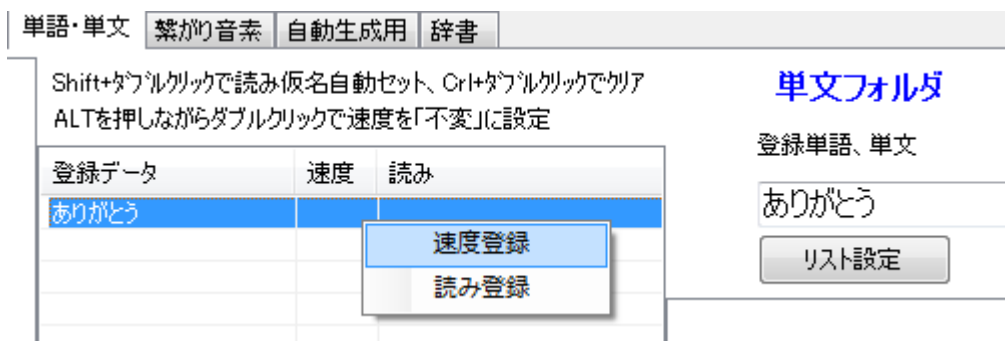 単語・単文 繋がり音素 自動生成用 辞書
Shift+ﾀﾞﾌﾞﾙｸﾘｯｸで読み仮名自動セット、Crl+ﾀﾞﾌﾞﾙｸﾘｯｸでｸﾘｱ
ALTを押しながらダブルクリックで速度を「不変」に設定
登録データ 速度 読み
ありがとう
速度登録
読み登録
単文フォルダ
登録単語、単文
ありがとう
リスト設定